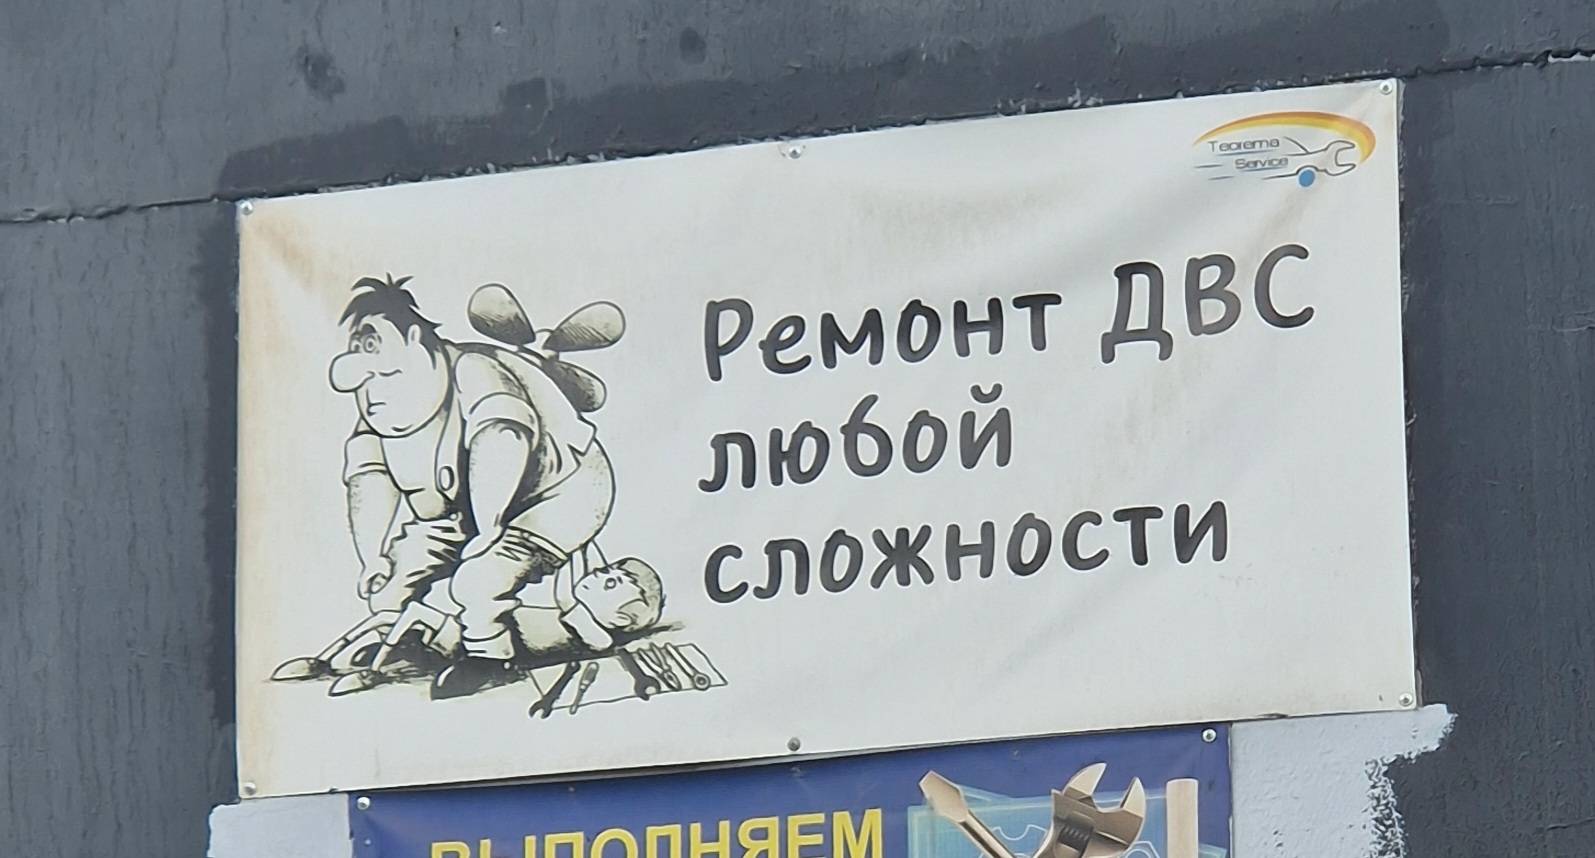 Teorema
Service
Ремонт ДВС
любой
сложности
ВЫПОЛНЯЕМ